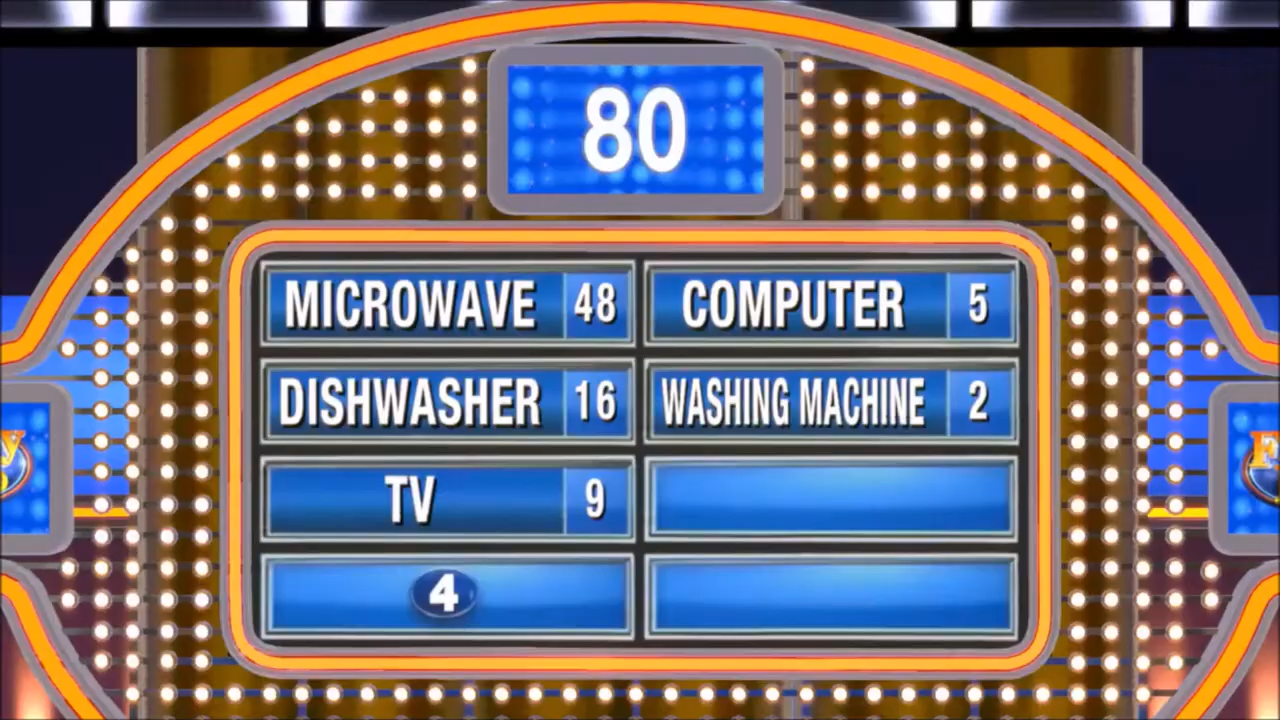 80
MICROWAVE 48
DISHWASHER 16
TV 9
4
COMPUTER 5
WASHING MACHINE 2